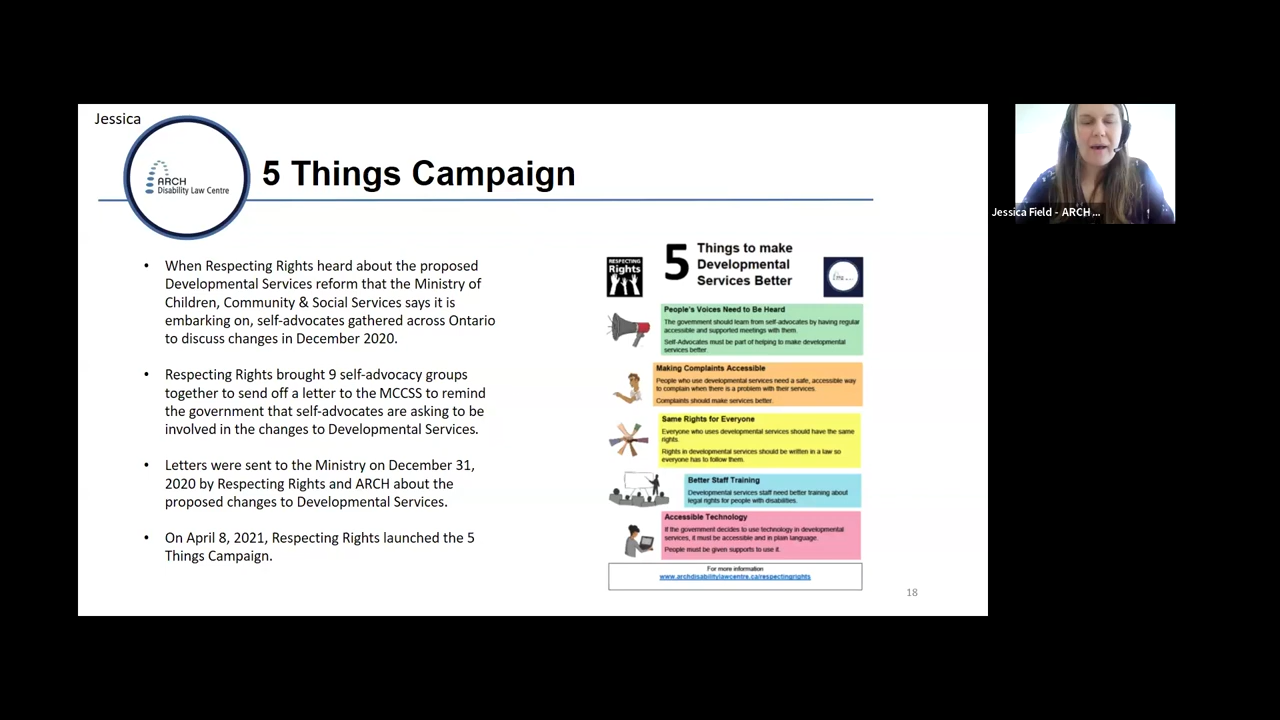 Jessica
ARCH
Disability Law Centre
5 Things Campaign
• When Respecting Rights heard about the proposed
Developmental Services reform that the Ministry of
Children, Community & Social Services says it is
embarking on, self-advocates gathered across Ontario
to discuss changes in December 2020.
• Respecting Rights brought 9 self-advocacy groups
together to send off a letter to the MCCSS to remind
the government that self-advocates are asking to be
involved in the changes to Developmental Services.
• Letters were sent to the Ministry on December 31,
2020 by Respecting Rights and ARCH about the
proposed changes to Developmental Services.
• On April 8, 2021, Respecting Rights launched the 5
Things Campaign.
RESPECTING
Rights
5 Things to make
Developmental
Services Better
People's Voices Need to Be Heard
The government should learn from self-advocates by having regular
accessible and supported meetings with them.
Self-Advocates must be part of helping to make developmental
services better.
Making Complaints Accessible
People who use developmental services need a safe, accessible way
to complain when there is a problem with their services.
Complaints should make services better.
Same Rights for Everyone
Everyone who uses developmental services should have the same
rights.
Rights in developmental services should be written in a law so
everyone has to follow them.
Better Staff Training
Developmental services staff need better training about
legal rights for people with disabilities.
Accessible Technology
If the government decides to use technology in developmental
services, it must be accessible and in plain language.
People must be given supports to use it.
For more information
www.archdisabilitylawcentre.ca/respectingrights
18
Jessica Field - ARCH ...